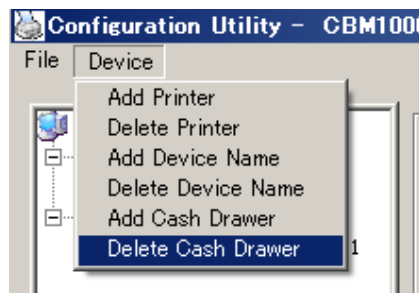 Configuration Utility - CBM100
File Device
Add Printer
Delete Printer
Add Device Name
Delete Device Name
Add Cash Drawer
Delete Cash Drawer
1